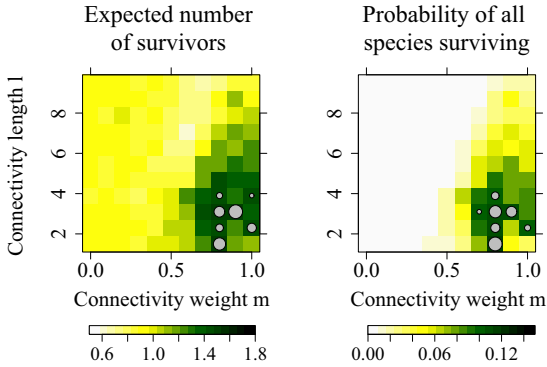 Expected number
of survivors
Probability of all
species surviving
Connectivity length l
8
6
4
2
8
6
4
2
0.0 0.5 1.0
0.0 0.5 1.0
Connectivity weight m
Connectivity weight m
0.6 1.0 1.4 1.8
0.00 0.06 0.12